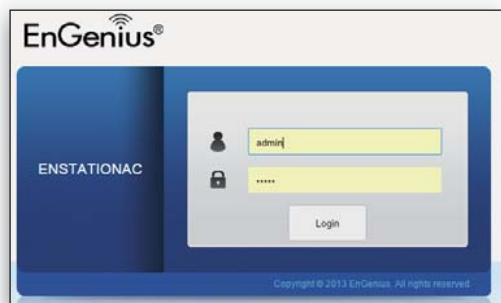 EnGenius®
ENSTATIONAC
admin
•••••
Login
Copyright © 2013 EnGenius. All rights reserved